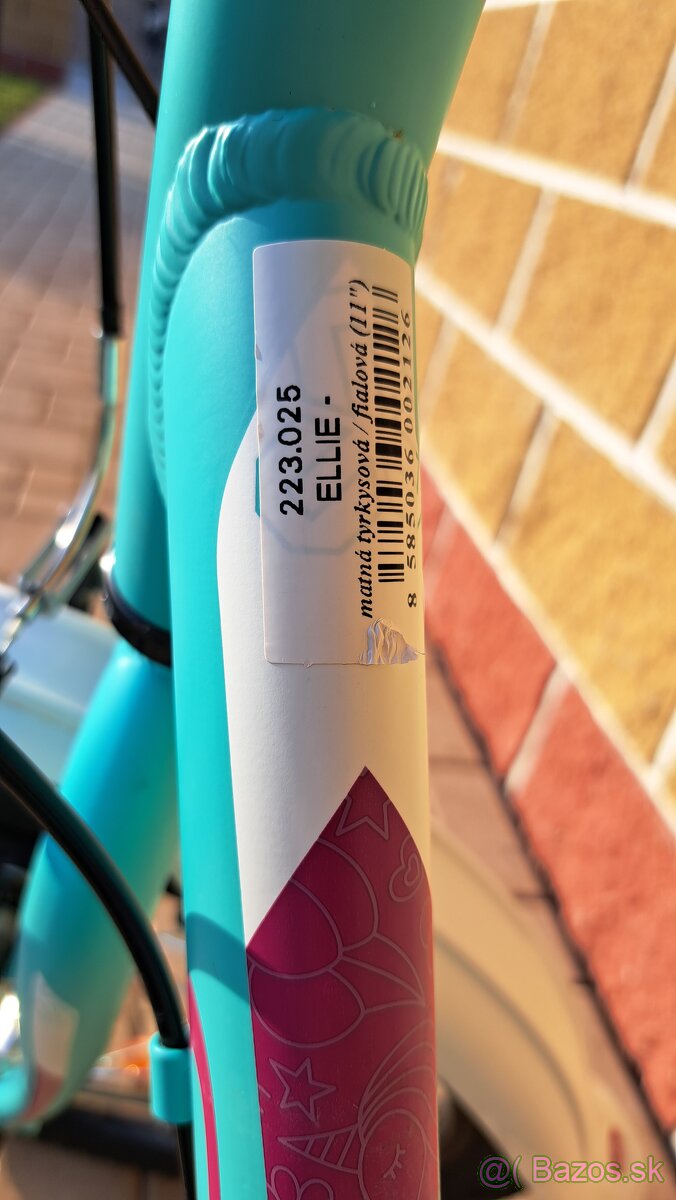 223.025
ELLIE -
matná tyrkysová / fialová (11")
8 585036 002126
@( Bazos.sk